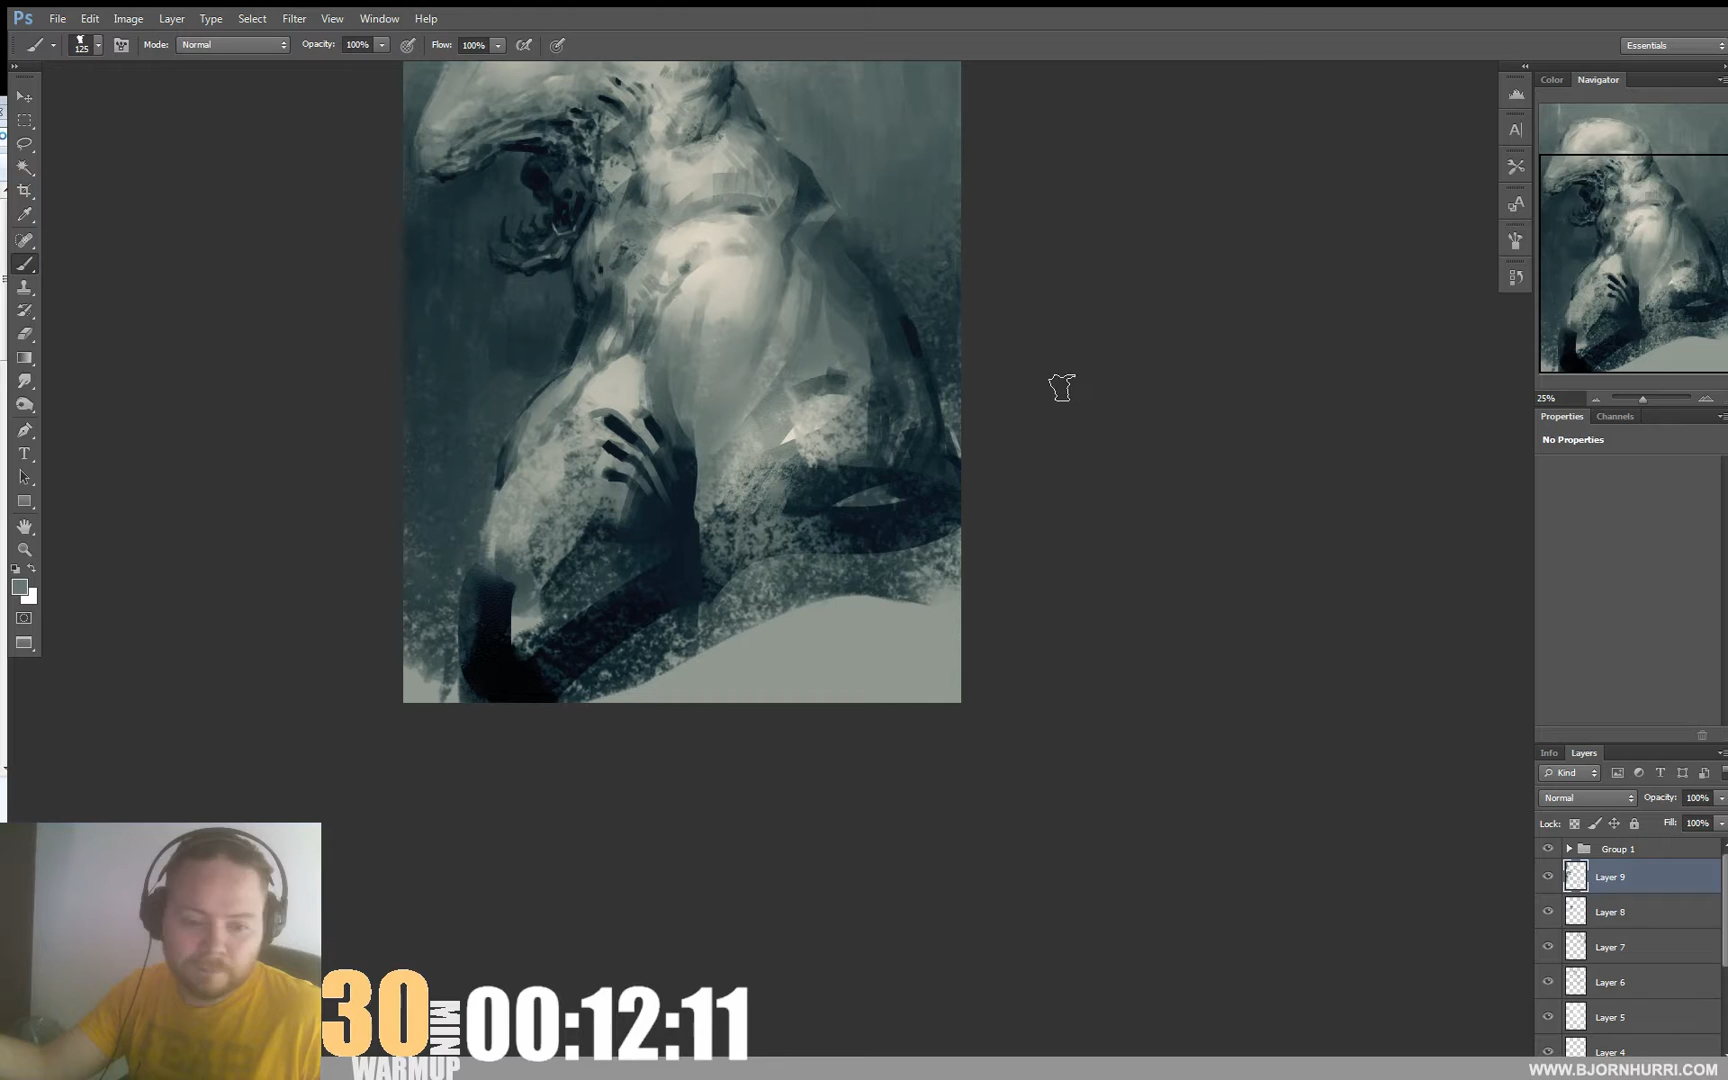 Ps File Edit Image Layer Type Select Filter View Window Help
125 Mode: Normal Opacity: 100% Flow: 100% Essentials
Color Navigator
25%
Properties Channels
No Properties
Info Layers
Kind
Normal Opacity: 100%
Lock: Fill: 100%
Group 1
Layer 9
Layer 8
Layer 7
Layer 6
Layer 5
Layer 4
30 MIN WARMUP 00:12:11
WWW.BJORNHURRI.COM